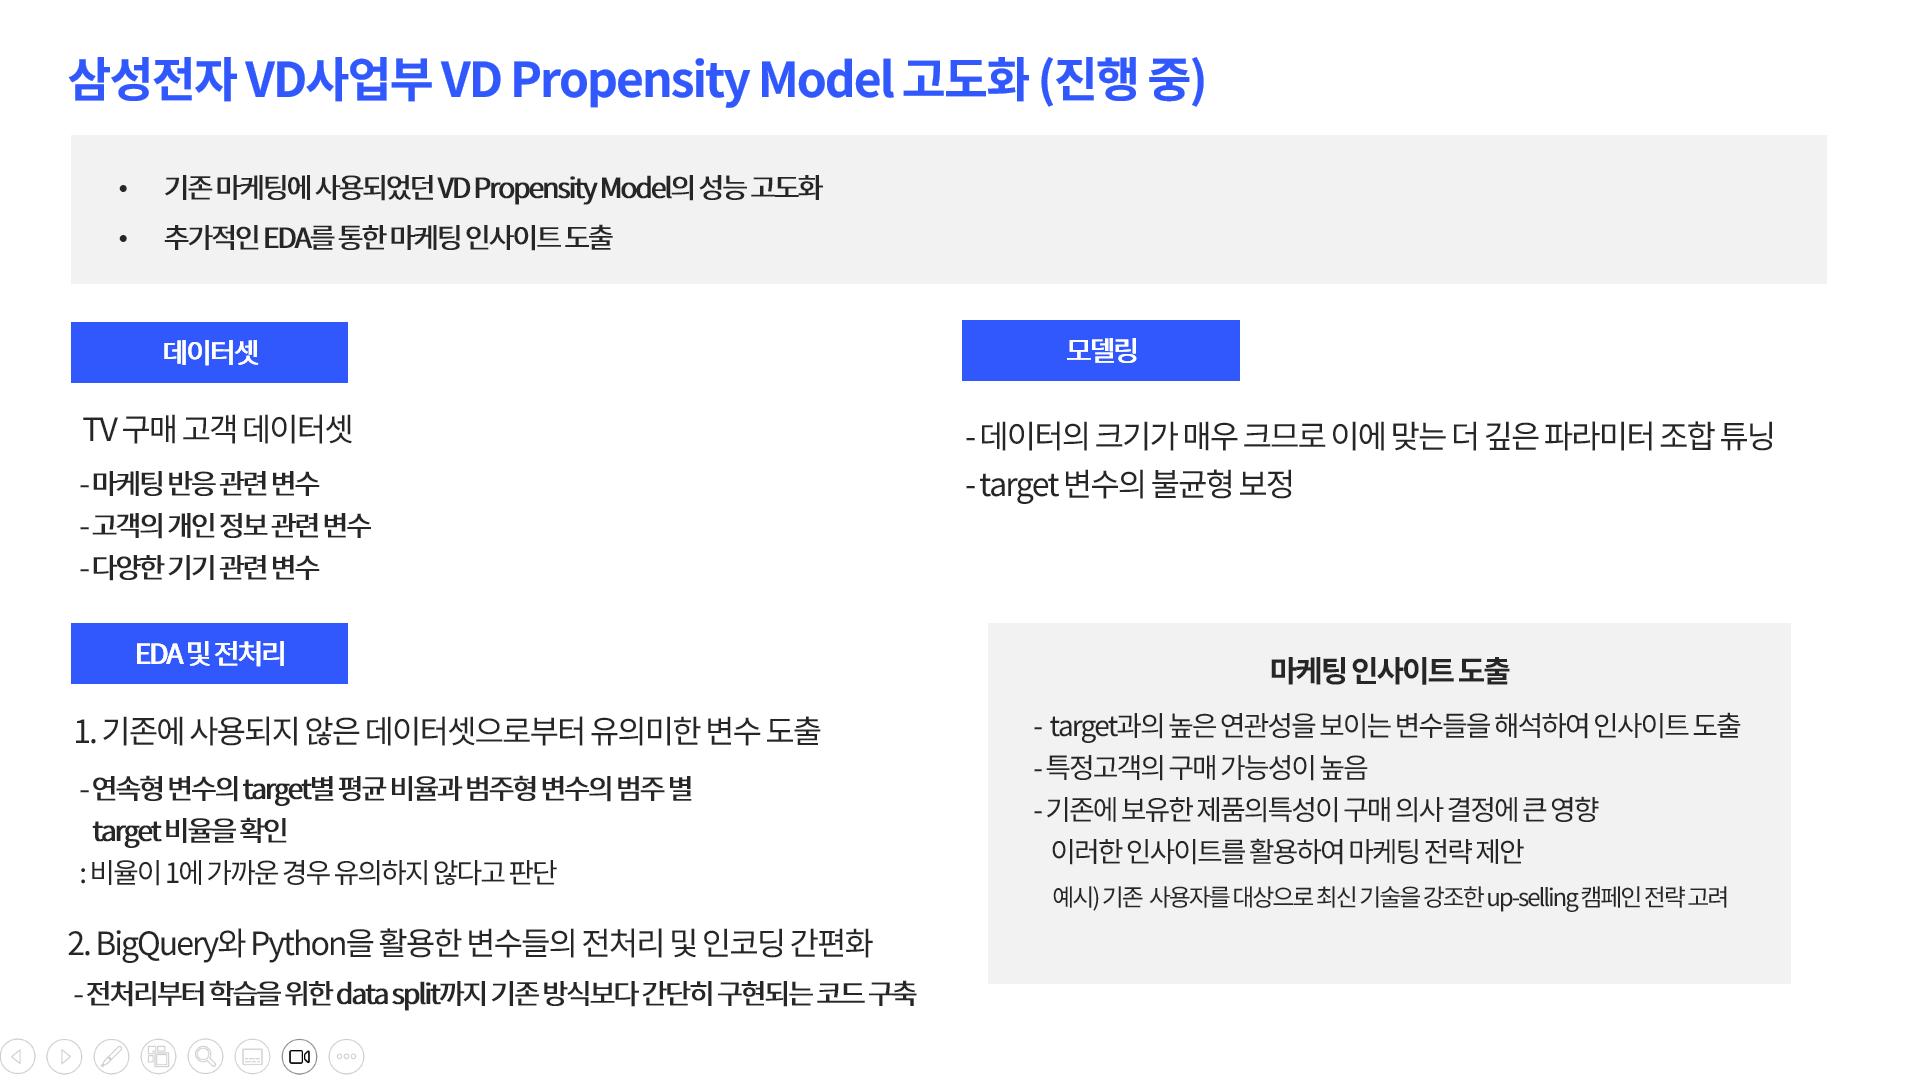 삼성전자 VD사업부 VD Propensity Model 고도화 (진행 중)
• 기존 마케팅에 사용되었던 VD Propensity Model의 성능 고도화
• 추가적인 EDA를 통한 마케팅 인사이트 도출
데이터셋
TV 구매 고객 데이터셋
- 마케팅 반응 관련 변수
- 고객의 개인 정보 관련 변수
- 다양한 기기 관련 변수
EDA 및 전처리
1. 기존에 사용되지 않은 데이터셋으로부터 유의미한 변수 도출
- 연속형 변수의 target별 평균 비율과 범주형 변수의 범주 별
target 비율을 확인
: 비율이 1에 가까운 경우 유의하지 않다고 판단
2. BigQuery와 Python을 활용한 변수들의 전처리 및 인코딩 간편화
- 전처리부터 학습을 위한 data split까지 기존 방식보다 간단히 구현되는 코드 구축
모델링
- 데이터의 크기가 매우 크므로 이에 맞는 더 깊은 파라미터 조합 튜닝
- target 변수의 불균형 보정
마케팅 인사이트 도출
- target과의 높은 연관성을 보이는 변수들을 해석하여 인사이트 도출
- 특정고객의 구매 가능성이 높음
- 기존에 보유한 제품의특성이 구매 의사 결정에 큰 영향
이러한 인사이트를 활용하여 마케팅 전략 제안
예시) 기존 사용자를 대상으로 최신 기술을 강조한 up-selling 캠페인 전략 고려